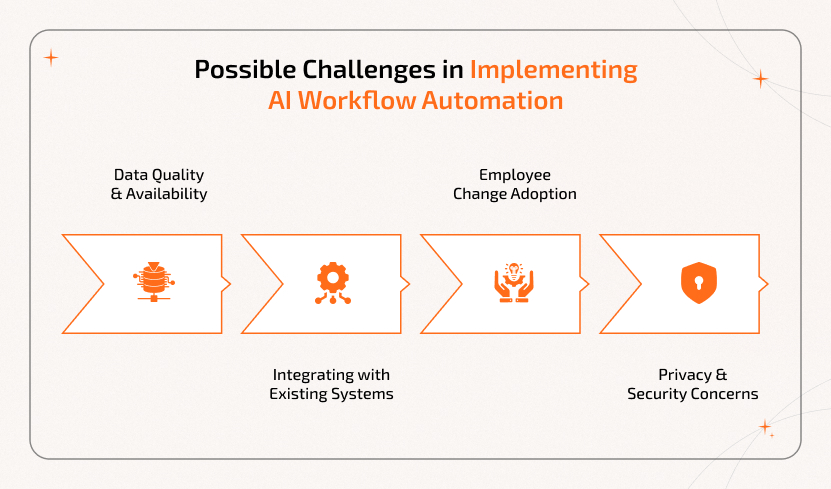 Possible Challenges in Implementing
AI Workflow Automation
Data Quality
& Availability
Integrating with
Existing Systems
Employee
Change Adoption
Privacy &
Security Concerns